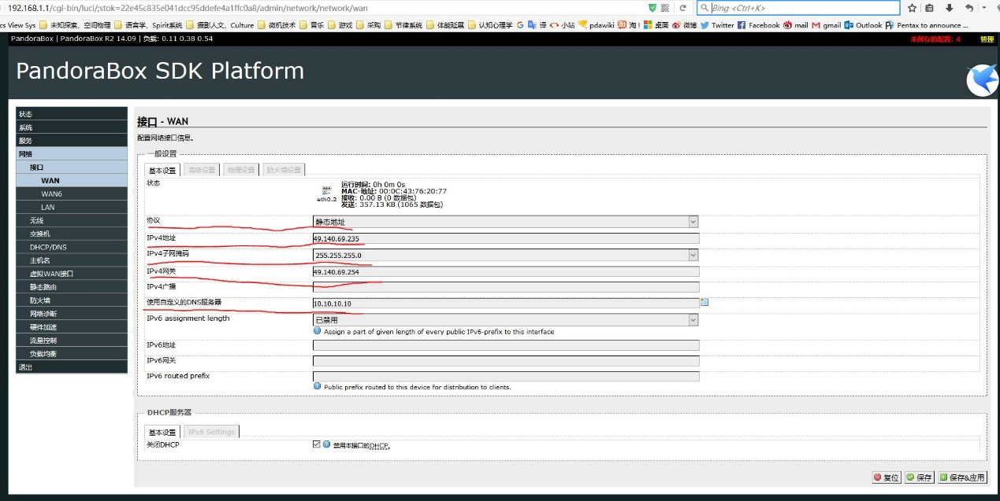 192.168.1.1/cgi-bin/luci/;stok=22e45c835e041dcc95ddefe4a1ffc0a8/admin/network/network/wan
Bing <Ctrl+K>
cs View Sys 未知探索、空间物理 语言学、Spirit系统 摄影人文、Culture 微机技术 音乐 游戏 采购 节律系统 体能延展 认知心理学 译 小站 pdawiki 淘！ 桌面 微博 Twitter Facebook mail gmail Outlook Pentax to announce ...
PandoraBox | PandoraBox R2 14.09 | 负载: 0.11 0.38 0.54
未保存的配置: 4 管理
PandoraBox SDK Platform
状态
系统
服务
网络
接口
WAN
WAN6
LAN
无线
交换机
DHCP/DNS
主机名
虚拟WAN接口
静态路由
防火墙
网络诊断
硬件加速
流量控制
负载均衡
退出
接口 - WAN
配置网络接口信息。
一般设置
基本设置 高级设置 物理设置 防火墙设置
状态
eth0.2
运行时间: 0h 0m 0s
MAC-地址: 00:0C:43:76:20:77
接收: 0.00 B (0 数据包)
发送: 357.13 KB (1065 数据包)
协议 静态地址
IPv4地址 49.140.69.235
IPv4子网掩码 255.255.255.0
IPv4网关 49.140.69.254
IPv4广播
使用自定义的DNS服务器 10.10.10.10
IPv6 assignment length 已禁用
Assign a part of given length of every public IPv6-prefix to this interface
IPv6地址
IPv6网关
IPv6 routed prefix
Public prefix routed to this device for distribution to clients.
DHCP服务器
基本设置 IPv6 Settings
关闭DHCP 禁用本接口的DHCP。
复位 保存 保存&应用